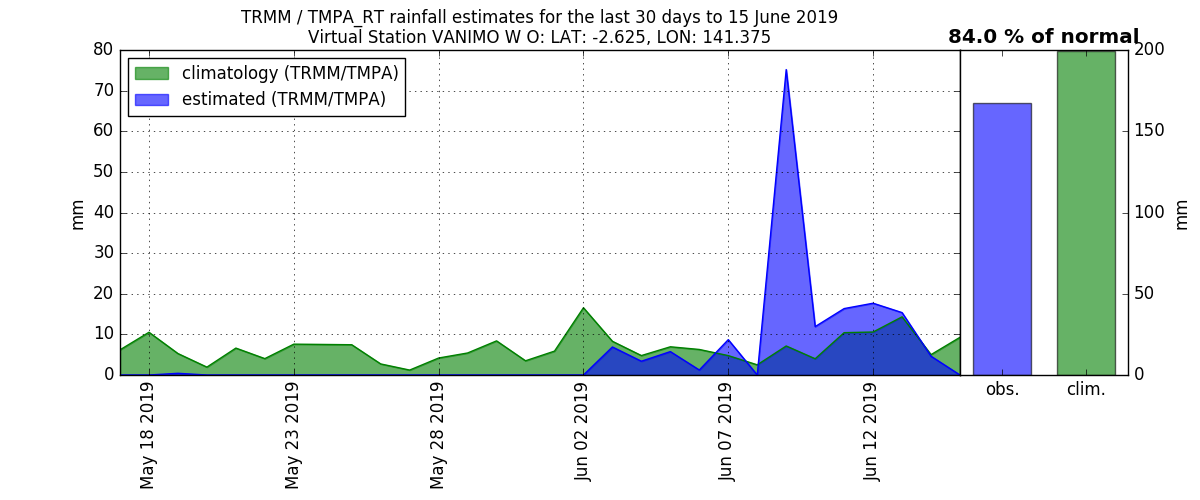 TRMM / TMPA_RT rainfall estimates for the last 30 days to 15 June 2019
Virtual Station VANIMO W O: LAT: -2.625, LON: 141.375
84.0 % of normal
climatology (TRMM/TMPA)
estimated (TRMM/TMPA)
80
70
60
50
40
30
20
10
0
mm
May 18 2019
May 23 2019
May 28 2019
Jun 02 2019
Jun 07 2019
Jun 12 2019
obs.
clim.
200
150
100
50
0
mm